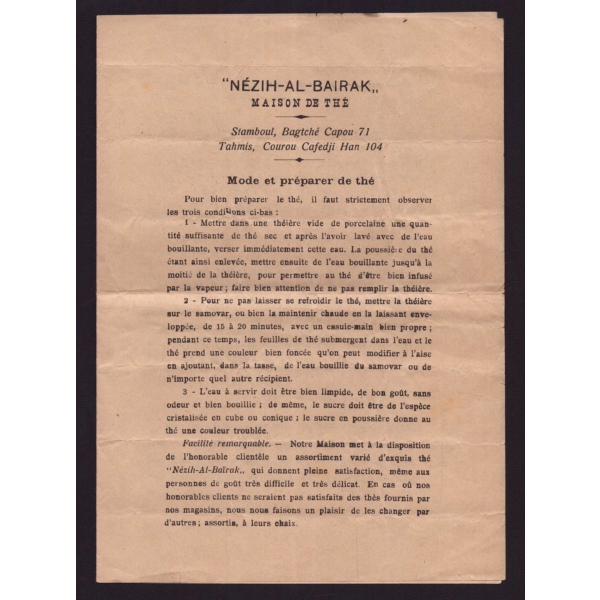 "NÉZIH-AL-BAIRAK„
MAISON DE THÉ
Stamboul, Bagtché Capou 71
Tahmis, Courou Cafedji Han 104
Mode et préparer de thé
Pour bien préparer le thé, il faut strictement observer
les trois conditions ci-bas :
1 - Mettre dans une théière vide de porcelaine une quan-
tité suffisante de thé sec et après l'avoir lavé avec de l'eau
bouillante, verser immédiatement cette eau. La poussière du thé
étant ainsi enlevée, mettre ensuite de l'eau bouillante jusqu'à la
moitié de la théière, pour permettre au thé d'être bien infusé
par la vapeur ; faire bien attention de ne pas remplir la théière.
2 - Pour ne pas laisser se refroidir le thé, mettre la théière
sur le samovar, ou bien la maintenir chaude en la laissant enve-
loppée, de 15 à 20 minutes, avec un essuie-main bien propre ;
pendant ce temps, les feuilles de thé submergent dans l'eau et le
thé prend une couleur bien foncée qu'on peut modifier à l'aise
en ajoutant, dans la tasse, de l'eau bouillie du samovar ou de
n'importe quel autre récipient.
3 - L'eau à servir doit être bien limpide, de bon goût, sans
odeur et bien bouillie ; de même, le sucre doit être de l'espèce
cristalisée en cube ou conique ; le sucre en poussière donne au
thé une couleur troublée.
Facilité remarquable. — Notre Maison met à la disposition
de l'honorable clientèle un assortiment varié d'exquis thé
"Nézih-Al-Baïrak„ qui donnent pleine satisfaction, même aux
personnes de goût très difficile et très délicat. En cas où nos
honorables clients ne seraient pas satisfaits des thés fournis par
nos magasins, nous nous faisons un plaisir de les changer par
d'autres ; assortis, à leurs choix.